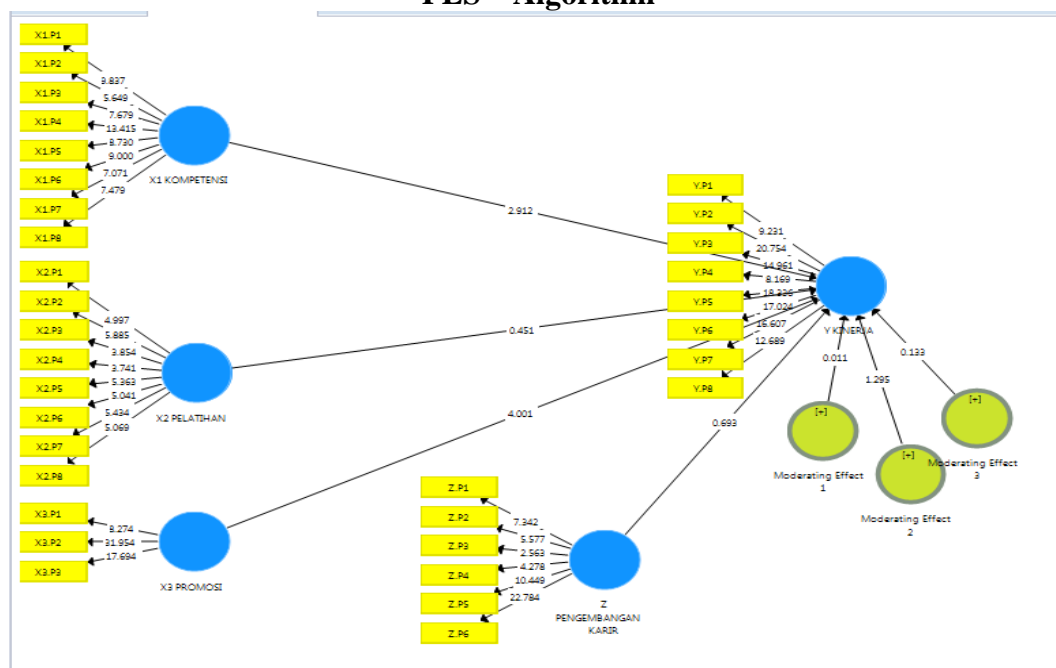 PLS – Algorithm
X1.P1
X1.P2
X1.P3
X1.P4
X1.P5
X1.P6
X1.P7
X1.P8
3.837
5.649
7.679
13.415
8.730
9.000
7.071
7.479
X1 KOMPETENSI
2.912
X2.P1
X2.P2
X2.P3
X2.P4
X2.P5
X2.P6
X2.P7
X2.P8
4.997
5.885
3.854
3.741
5.363
5.041
5.434
5.069
X2 PELATIHAN
0.451
X3.P1
X3.P2
X3.P3
8.274
31.954
17.694
X3 PROMOSI
4.001
Y.P1
Y.P2
Y.P3
Y.P4
Y.P5
Y.P6
Y.P7
Y.P8
9.231
20.754
14.961
8.169
18.326
17.024
16.607
12.689
Y KINERJA
Z.P1
Z.P2
Z.P3
Z.P4
Z.P5
Z.P6
7.342
5.577
2.563
4.278
10.449
22.784
Z
PENGEMBANGAN
KARIR
0.693
0.011
1.295
0.133
[+]
Moderating Effect
1
[+]
Moderating Effect
2
[+]
Moderating Effect
3